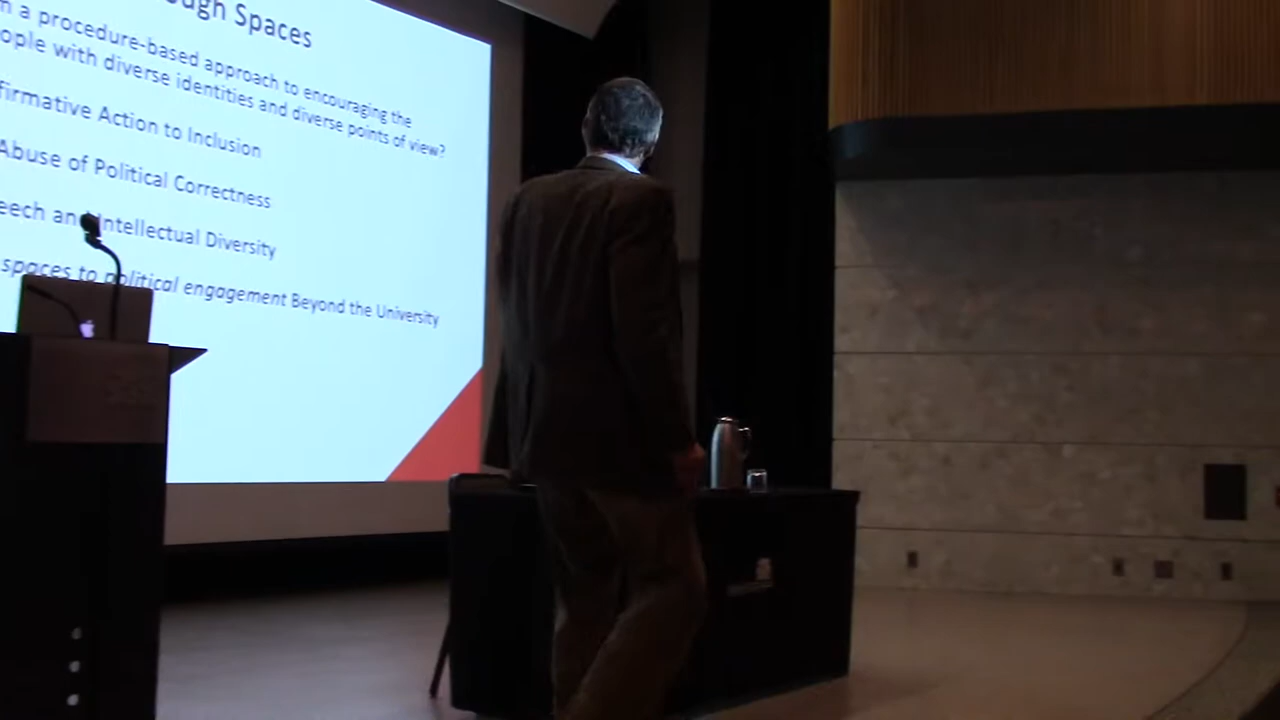 ugh Spaces
a procedure-based approach to encouraging the
ople with diverse identities and diverse points of view?
firmative Action to Inclusion
Abuse of Political Correctness
eech an Intellectual Diversity
spaces to political engagement Beyond the University